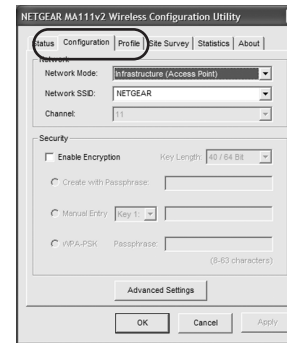 NETGEAR MA111v2 Wireless Configuration Utility
Status Configuration Profile Site Survey Statistics About
Network
Network Mode: Infrastructure (Access Point)
Network SSID: NETGEAR
Channel: 11
Security
Enable Encryption Key Length: 40 / 64 Bit
Create with Passphrase:
Manual Entry Key 1:
WPA-PSK Passphrase:
(8-63 characters)
Advanced Settings
OK Cancel Apply